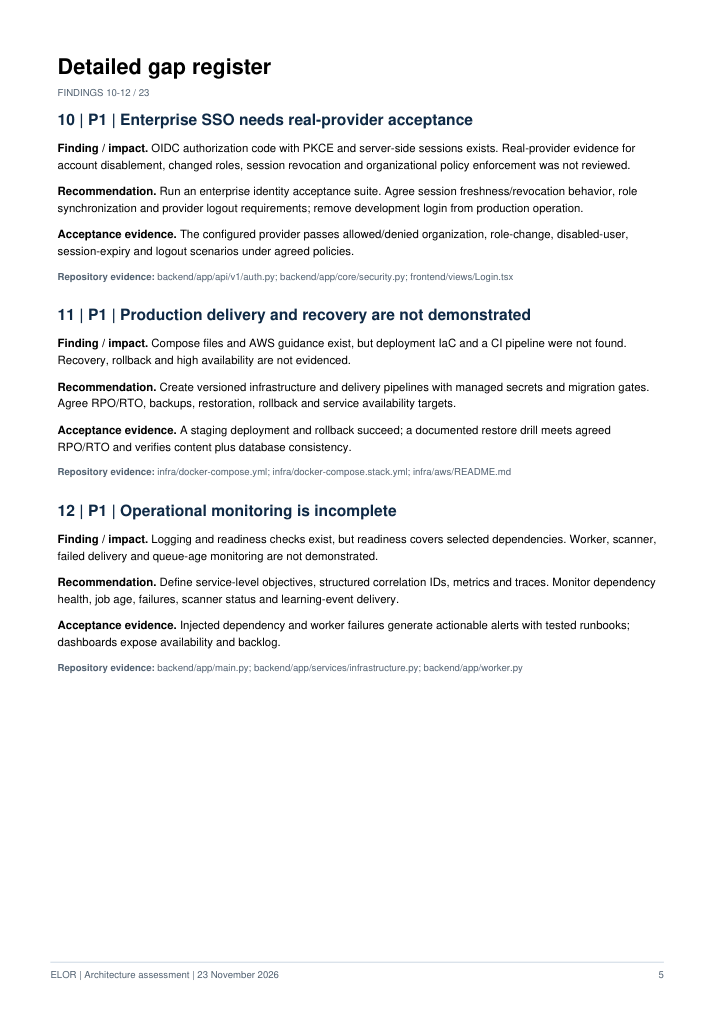 Detailed gap register
FINDINGS 10-12 / 23
10 | P1 | Enterprise SSO needs real-provider acceptance
Finding / impact. OIDC authorization code with PKCE and server-side sessions exists. Real-provider evidence for
account disablement, changed roles, session revocation and organizational policy enforcement was not reviewed.
Recommendation. Run an enterprise identity acceptance suite. Agree session freshness/revocation behavior, role
synchronization and provider logout requirements; remove development login from production operation.
Acceptance evidence. The configured provider passes allowed/denied organization, role-change, disabled-user,
session-expiry and logout scenarios under agreed policies.
Repository evidence: backend/app/api/v1/auth.py; backend/app/core/security.py; frontend/views/Login.tsx
11 | P1 | Production delivery and recovery are not demonstrated
Finding / impact. Compose files and AWS guidance exist, but deployment IaC and a CI pipeline were not found.
Recovery, rollback and high availability are not evidenced.
Recommendation. Create versioned infrastructure and delivery pipelines with managed secrets and migration gates.
Agree RPO/RTO, backups, restoration, rollback and service availability targets.
Acceptance evidence. A staging deployment and rollback succeed; a documented restore drill meets agreed
RPO/RTO and verifies content plus database consistency.
Repository evidence: infra/docker-compose.yml; infra/docker-compose.stack.yml; infra/aws/README.md
12 | P1 | Operational monitoring is incomplete
Finding / impact. Logging and readiness checks exist, but readiness covers selected dependencies. Worker, scanner,
failed delivery and queue-age monitoring are not demonstrated.
Recommendation. Define service-level objectives, structured correlation IDs, metrics and traces. Monitor dependency
health, job age, failures, scanner status and learning-event delivery.
Acceptance evidence. Injected dependency and worker failures generate actionable alerts with tested runbooks;
dashboards expose availability and backlog.
Repository evidence: backend/app/main.py; backend/app/services/infrastructure.py; backend/app/worker.py
ELOR | Architecture assessment | 23 November 2026
5